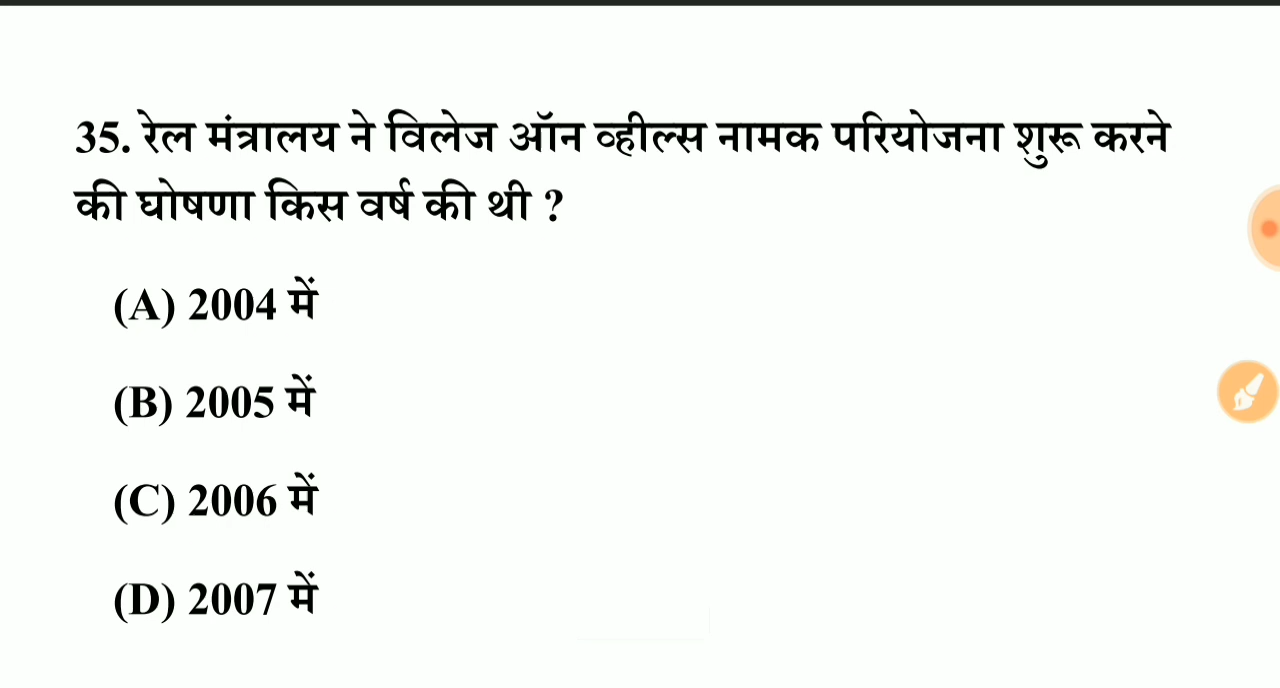 35. रेल मंत्रालय ने विलेज ऑन व्हील्स नामक परियोजना शुरू करने
की घोषणा किस वर्ष की थी ?
(A) 2004 में
(B) 2005 में
(C) 2006 में
(D) 2007 में